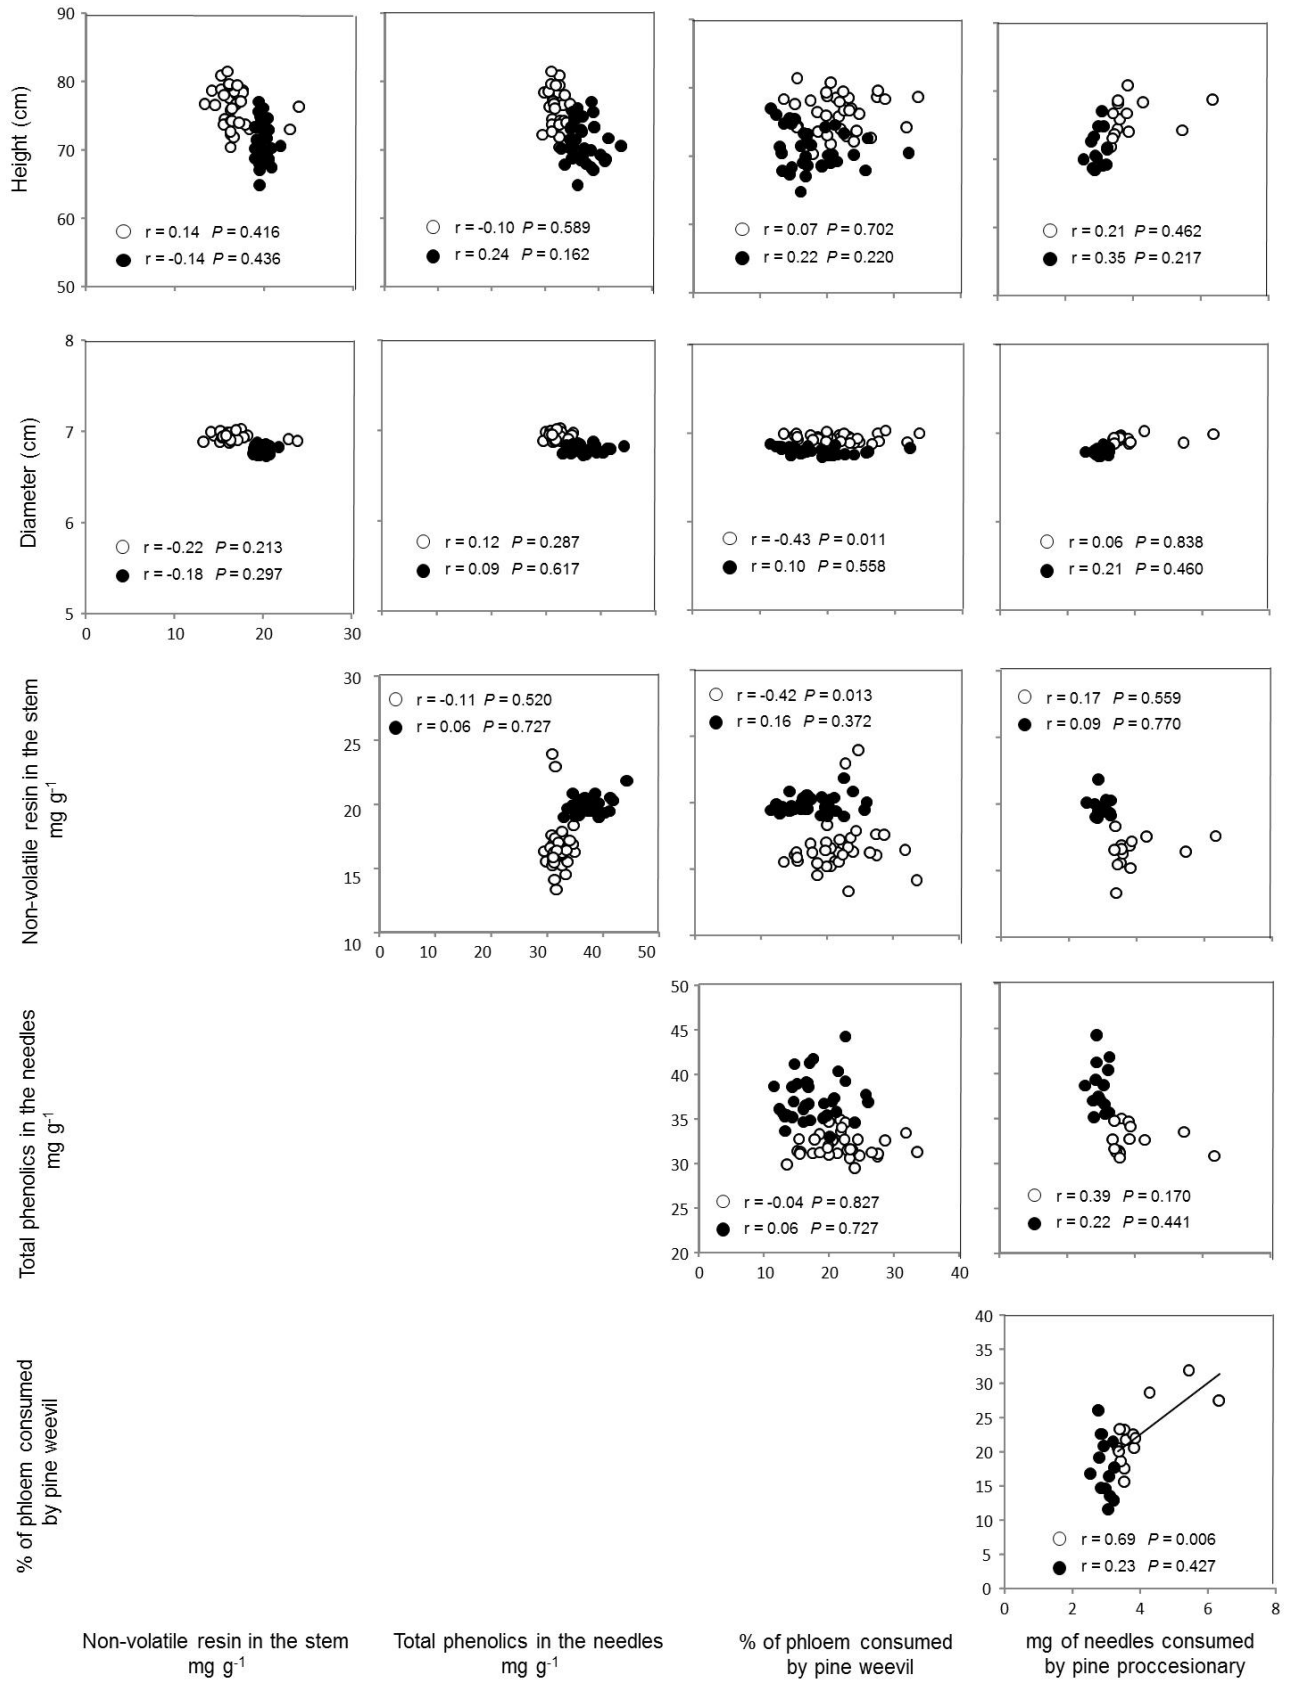 90
80
70
60
50
Height (cm)
r = 0.14 P = 0.416
r = -0.14 P = 0.436
r = -0.10 P = 0.589
r = 0.24 P = 0.162
r = 0.07 P = 0.702
r = 0.22 P = 0.220
r = 0.21 P = 0.462
r = 0.35 P = 0.217
8
7
6
5
Diameter (cm)
r = -0.22 P = 0.213
r = -0.18 P = 0.297
0 10 20 30
r = 0.12 P = 0.287
r = 0.09 P = 0.617
r = -0.43 P = 0.011
r = 0.10 P = 0.558
r = 0.06 P = 0.838
r = 0.21 P = 0.460
Non-volatile resin in the stem
mg g-1
30
25
20
15
10
r = -0.11 P = 0.520
r = 0.06 P = 0.727
0 10 20 30 40 50
r = -0.42 P = 0.013
r = 0.16 P = 0.372
r = 0.17 P = 0.559
r = 0.09 P = 0.770
Total phenolics in the needles
mg g-1
50
45
40
35
30
25
20
r = -0.04 P = 0.827
r = 0.06 P = 0.727
0 10 20 30 40
r = 0.39 P = 0.170
r = 0.22 P = 0.441
% of phloem consumed
by pine weevil
40
35
30
25
20
15
10
5
0
r = 0.69 P = 0.006
r = 0.23 P = 0.427
0 2 4 6 8
Non-volatile resin in the stem
mg g-1
Total phenolics in the needles
mg g-1
% of phloem consumed
by pine weevil
mg of needles consumed
by pine proccesionary